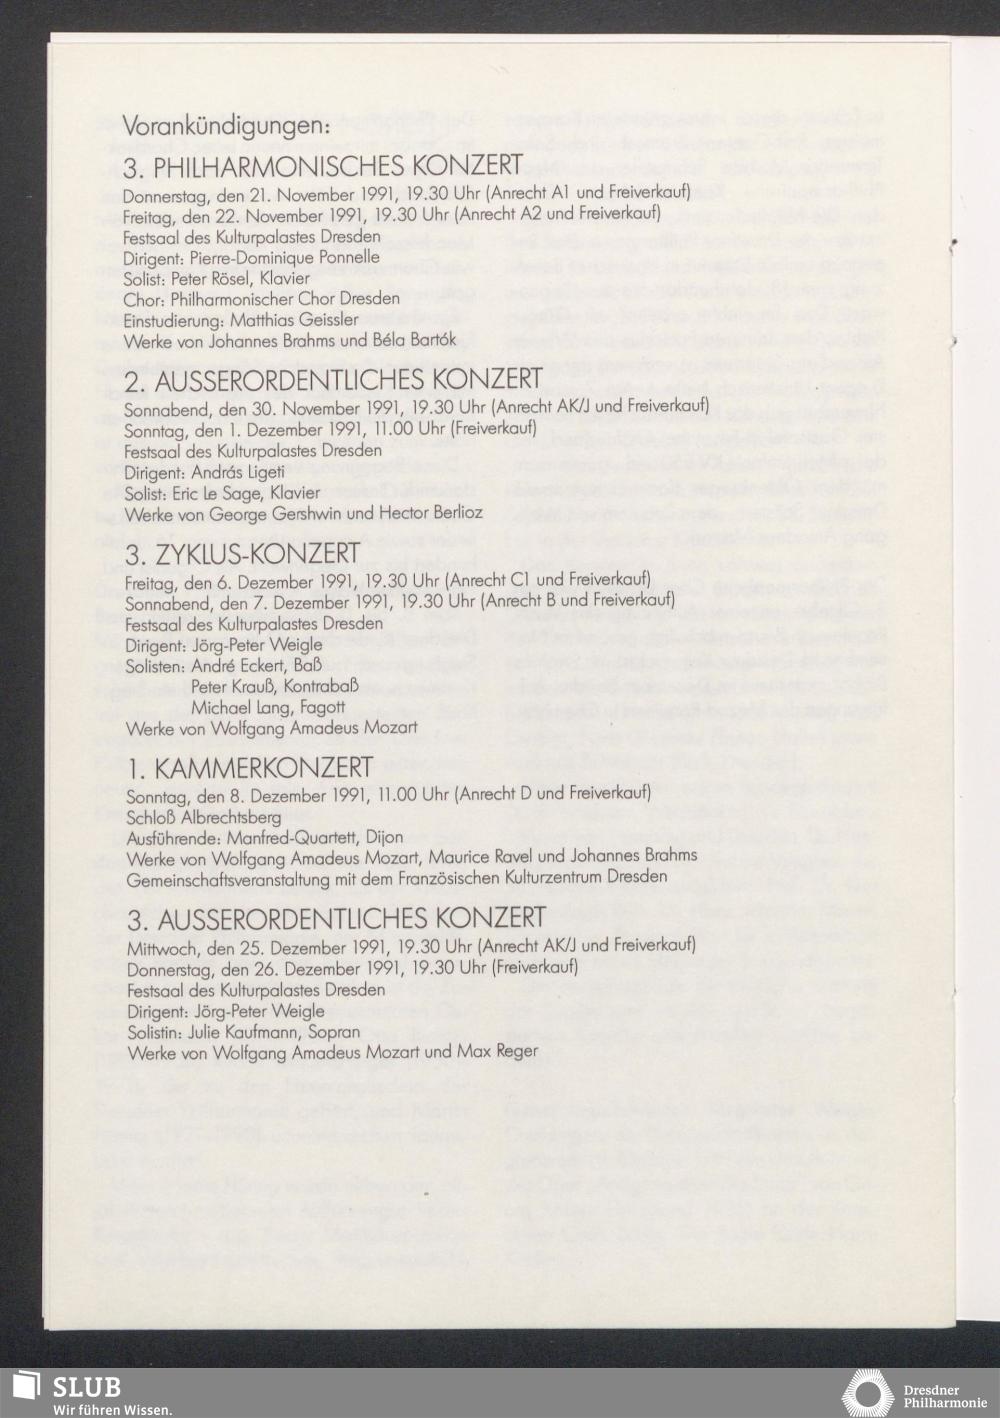 Vorankündigungen:
3. PHILHARMONISCHES KONZERT
Donnerstag, den 21. November 1991, 19.30 Uhr (Anrecht A1 und Freiverkauf)
Freitag, den 22. November 1991, 19.30 Uhr (Anrecht A2 und Freiverkauf)
Festsaal des Kulturpalastes Dresden
Dirigent: Pierre-Dominique Ponnelle
Solist: Peter Rösel, Klavier
Chor: Philharmonischer Chor Dresden
Einstudierung: Matthias Geissler
Werke von Johannes Brahms und Béla Bartók
2. AUSSERORDENTLICHES KONZERT
Sonnabend, den 30. November 1991, 19.30 Uhr (Anrecht AK/J und Freiverkauf)
Sonntag, den 1. Dezember 1991, 11.00 Uhr (Freiverkauf)
Festsaal des Kulturpalastes Dresden
Dirigent: András Ligeti
Solist: Eric Le Sage, Klavier
Werke von George Gershwin und Hector Berlioz
3. ZYKLUS-KONZERT
Freitag, den 6. Dezember 1991, 19.30 Uhr (Anrecht C1 und Freiverkauf)
Sonnabend, den 7. Dezember 1991, 19.30 Uhr (Anrecht B und Freiverkauf)
Festsaal des Kulturpalastes Dresden
Dirigent: Jörg-Peter Weigle
Solisten: André Eckert, Baß
Peter Krauß, Kontrabaß
Michael Lang, Fagott
Werke von Wolfgang Amadeus Mozart
1. KAMMERKONZERT
Sonntag, den 8. Dezember 1991, 11.00 Uhr (Anrecht D und Freiverkauf)
Schloß Albrechtsberg
Ausführende: Manfred-Quartett, Dijon
Werke von Wolfgang Amadeus Mozart, Maurice Ravel und Johannes Brahms
Gemeinschaftsveranstaltung mit dem Französischen Kulturzentrum Dresden
3. AUSSERORDENTLICHES KONZERT
Mittwoch, den 25. Dezember 1991, 19.30 Uhr (Anrecht AK/J und Freiverkauf)
Donnerstag, den 26. Dezember 1991, 19.30 Uhr (Freiverkauf)
Festsaal des Kulturpalastes Dresden
Dirigent: Jörg-Peter Weigle
Solistin: Julie Kaufmann, Sopran
Werke von Wolfgang Amadeus Mozart und Max Reger
SLUB
Wir führen Wissen.
Dresdner
Philharmonie